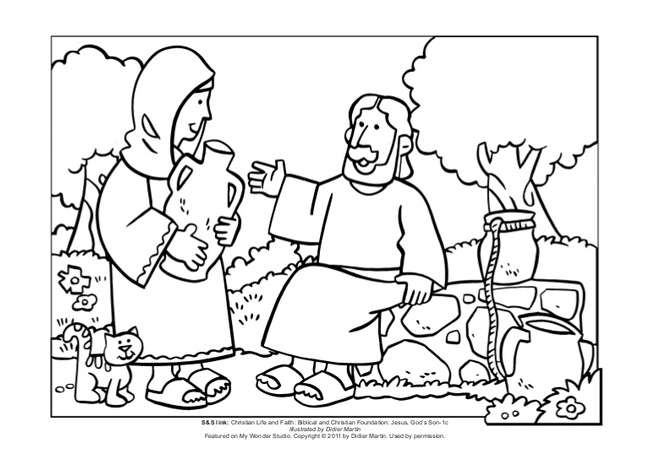 S&S link: Christian Life and Faith: Biblical and Christian Foundation: Jesus, God's Son-1c
Illustrated by Didier Martin
Featured on My Wonder Studio. Copyright © 2011 by Didier Martin. Used by permission.